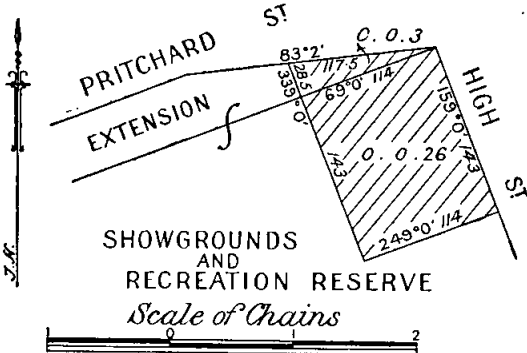 ST.
O. 0. 3
PRITCHARD
83°2'
117·5
28·5
339°0'
69°0' 114
HIGH
EXTENSION
159°0' 143
143
0. 0. 26
ST.
249°0' 114
SHOWGROUNDS
AND
RECREATION RESERVE
T.N.
Scale of Chains
1 0 1 2